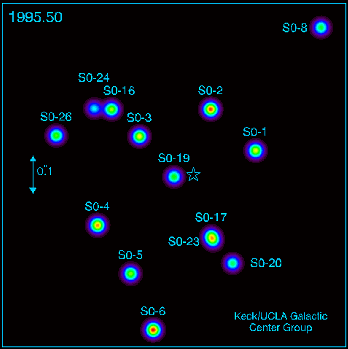 1995.50
S0-8
S0-24
S0-16
S0-2
S0-26
S0-3
S0-1
S0-19
0."1
S0-4
S0-17
S0-23
S0-5
S0-20
S0-6
Keck/UCLA Galactic
Center Group